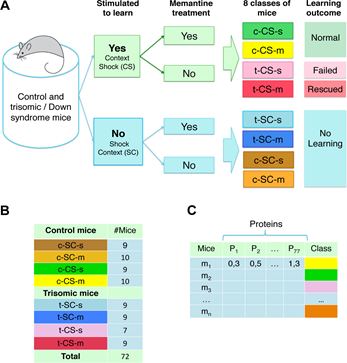 A
Stimulated
to learn
Memantine
treatment
8 classes of
mice
Learning
outcome
Control and
trisomic / Down
syndrome mice
Yes
Context
Shock (CS)
Yes
No
c-CS-s
c-CS-m
t-CS-s
t-CS-m
Normal
Failed
Rescued
No
Shock
Context (SC)
Yes
No
t-SC-s
t-SC-m
c-SC-s
c-SC-m
No
Learning
B
Control mice #Mice
c-SC-s 9
c-SC-m 10
c-CS-s 9
c-CS-m 10
Trisomic mice
t-SC-s 9
t-SC-m 9
t-CS-s 7
t-CS-m 9
Total 72
C
Proteins
Mice P1 P2 ... P77 Class
m1 0,3 0,5 ... 1,3
m2
m3
... ...
mn